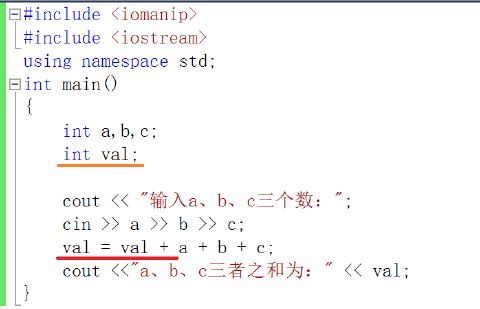 #include <iomanip>
#include <iostream>
using namespace std;
int main()
{
int a,b,c;
int val;
cout << "输入a、b、c三个数：";
cin >> a >> b >> c;
val = val + a + b + c;
cout <<"a、b、c三者之和为：" << val;
}